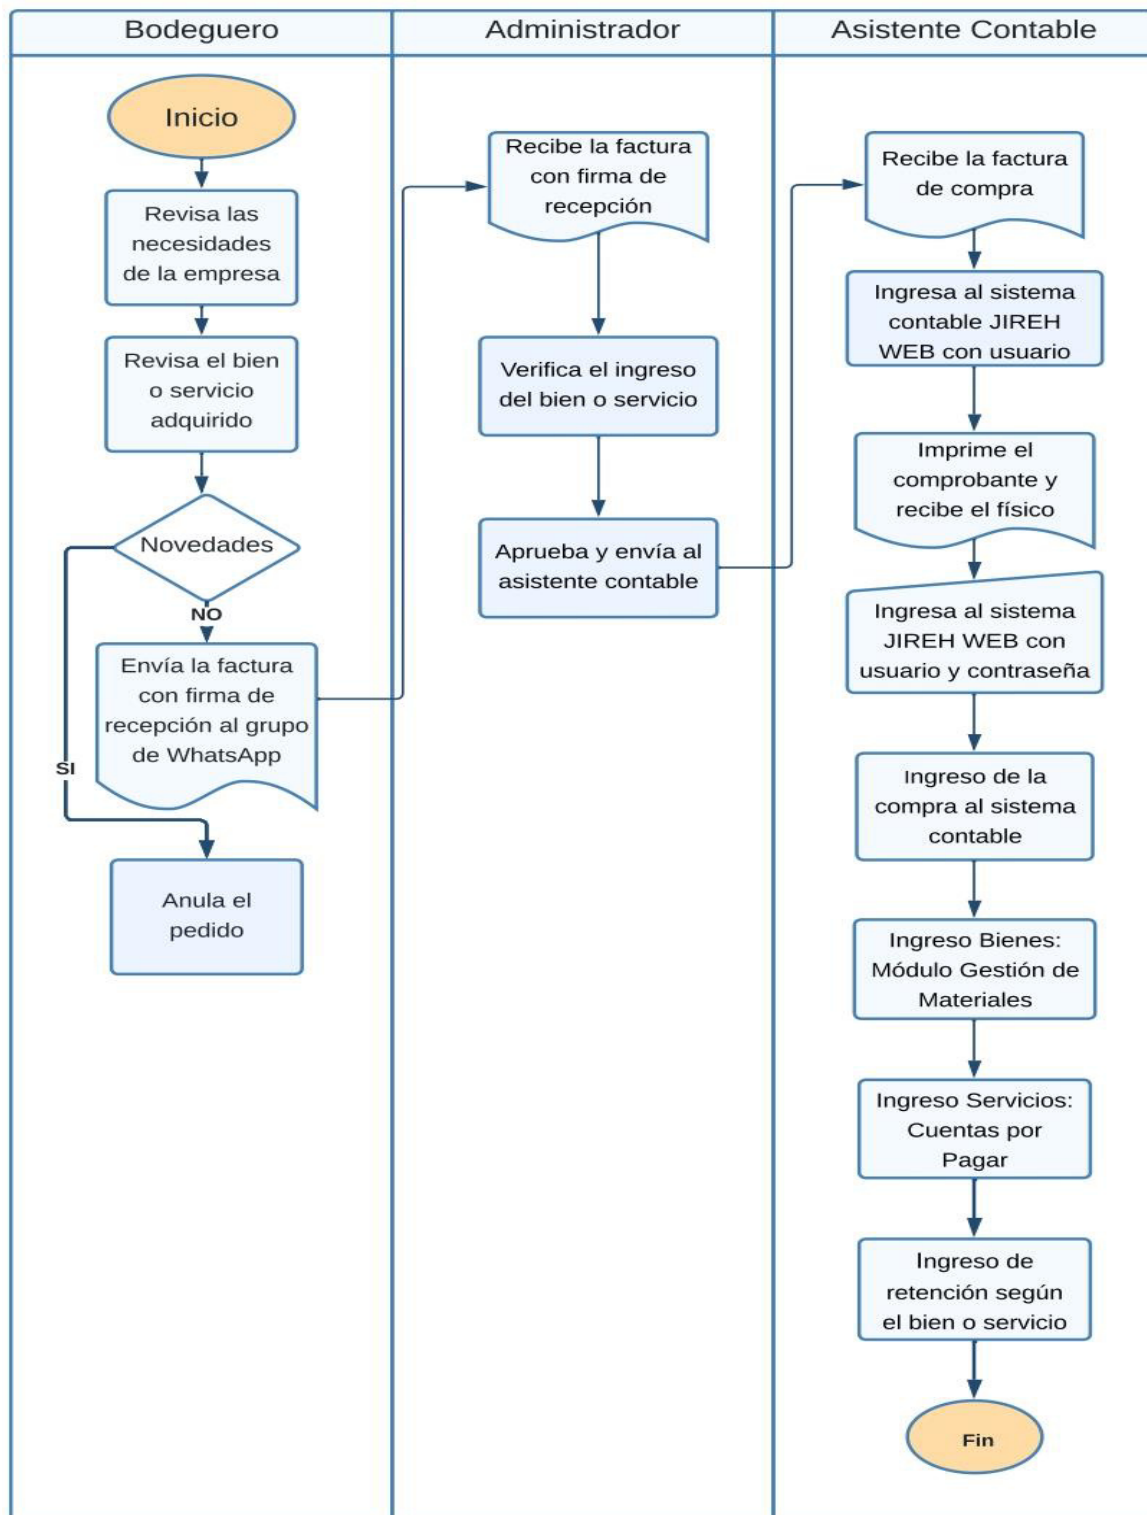 Bodeguero
Administrador
Asistente Contable
Inicio
Revisa las
necesidades
de la empresa
Revisa el bien
o servicio
adquirido
Novedades
NO
Envía la factura
con firma de
recepción al grupo
de WhatsApp
SI
Anula el
pedido
Recibe la factura
con firma de
recepción
Verifica el ingreso
del bien o servicio
Aprueba y envía al
asistente contable
Recibe la factura
de compra
Ingresa al sistema
contable JIREH
WEB con usuario
Imprime el
comprobante y
recibe el físico
Ingresa al sistema
JIREH WEB con
usuario y contraseña
Ingreso de la
compra al sistema
contable
Ingreso Bienes:
Módulo Gestión de
Materiales
Ingreso Servicios:
Cuentas por
Pagar
Ingreso de
retención según
el bien o servicio
Fin